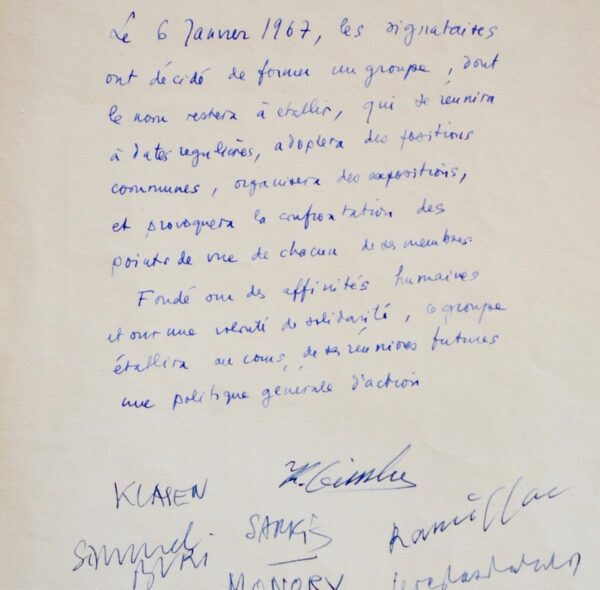 Le 6 Janvier 1967, les signataires
ont décidé de former un groupe, dont
le nom restera à établir, qui se réunira
à dates regulières, adoptera des positions
communes, organisera des expositions,
et provoquera la confrontation des
points de vue de chacun de ses membres.
Fondé sur des affinités humaines
et sur une volonté de solidarité, ce groupe
établira au cours de ses réunions futures
une politique générale d'action
KLASEN
SARKIS
Samuel
BURI
MONORY